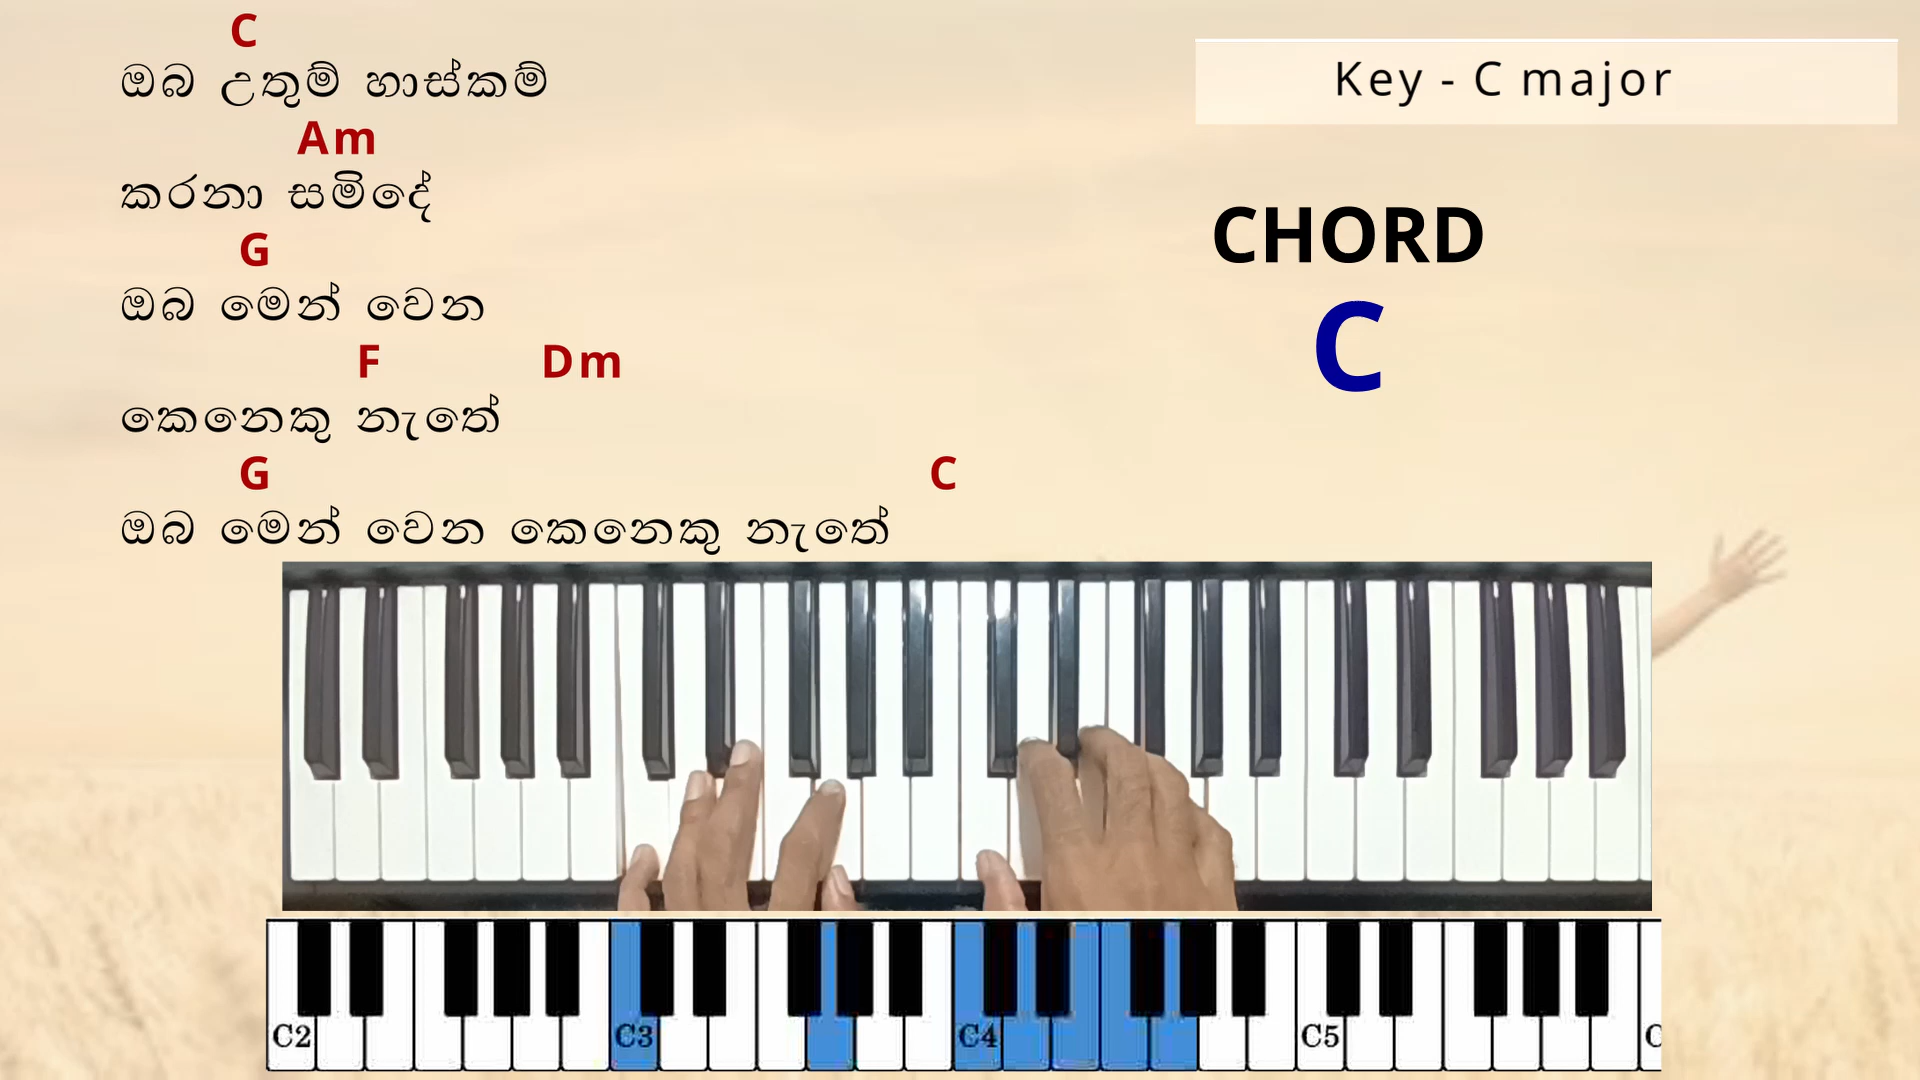 C
ඔබ උතුම් හාස්කම්
Am
කරනා සමිදේ
G
ඔබ මෙන් වෙන
F Dm
කෙනෙකු නැතේ
G C
ඔබ මෙන් වෙන කෙනෙකු නැතේ
Key - C major
CHORD
C
C2 C3 C4 C5 C